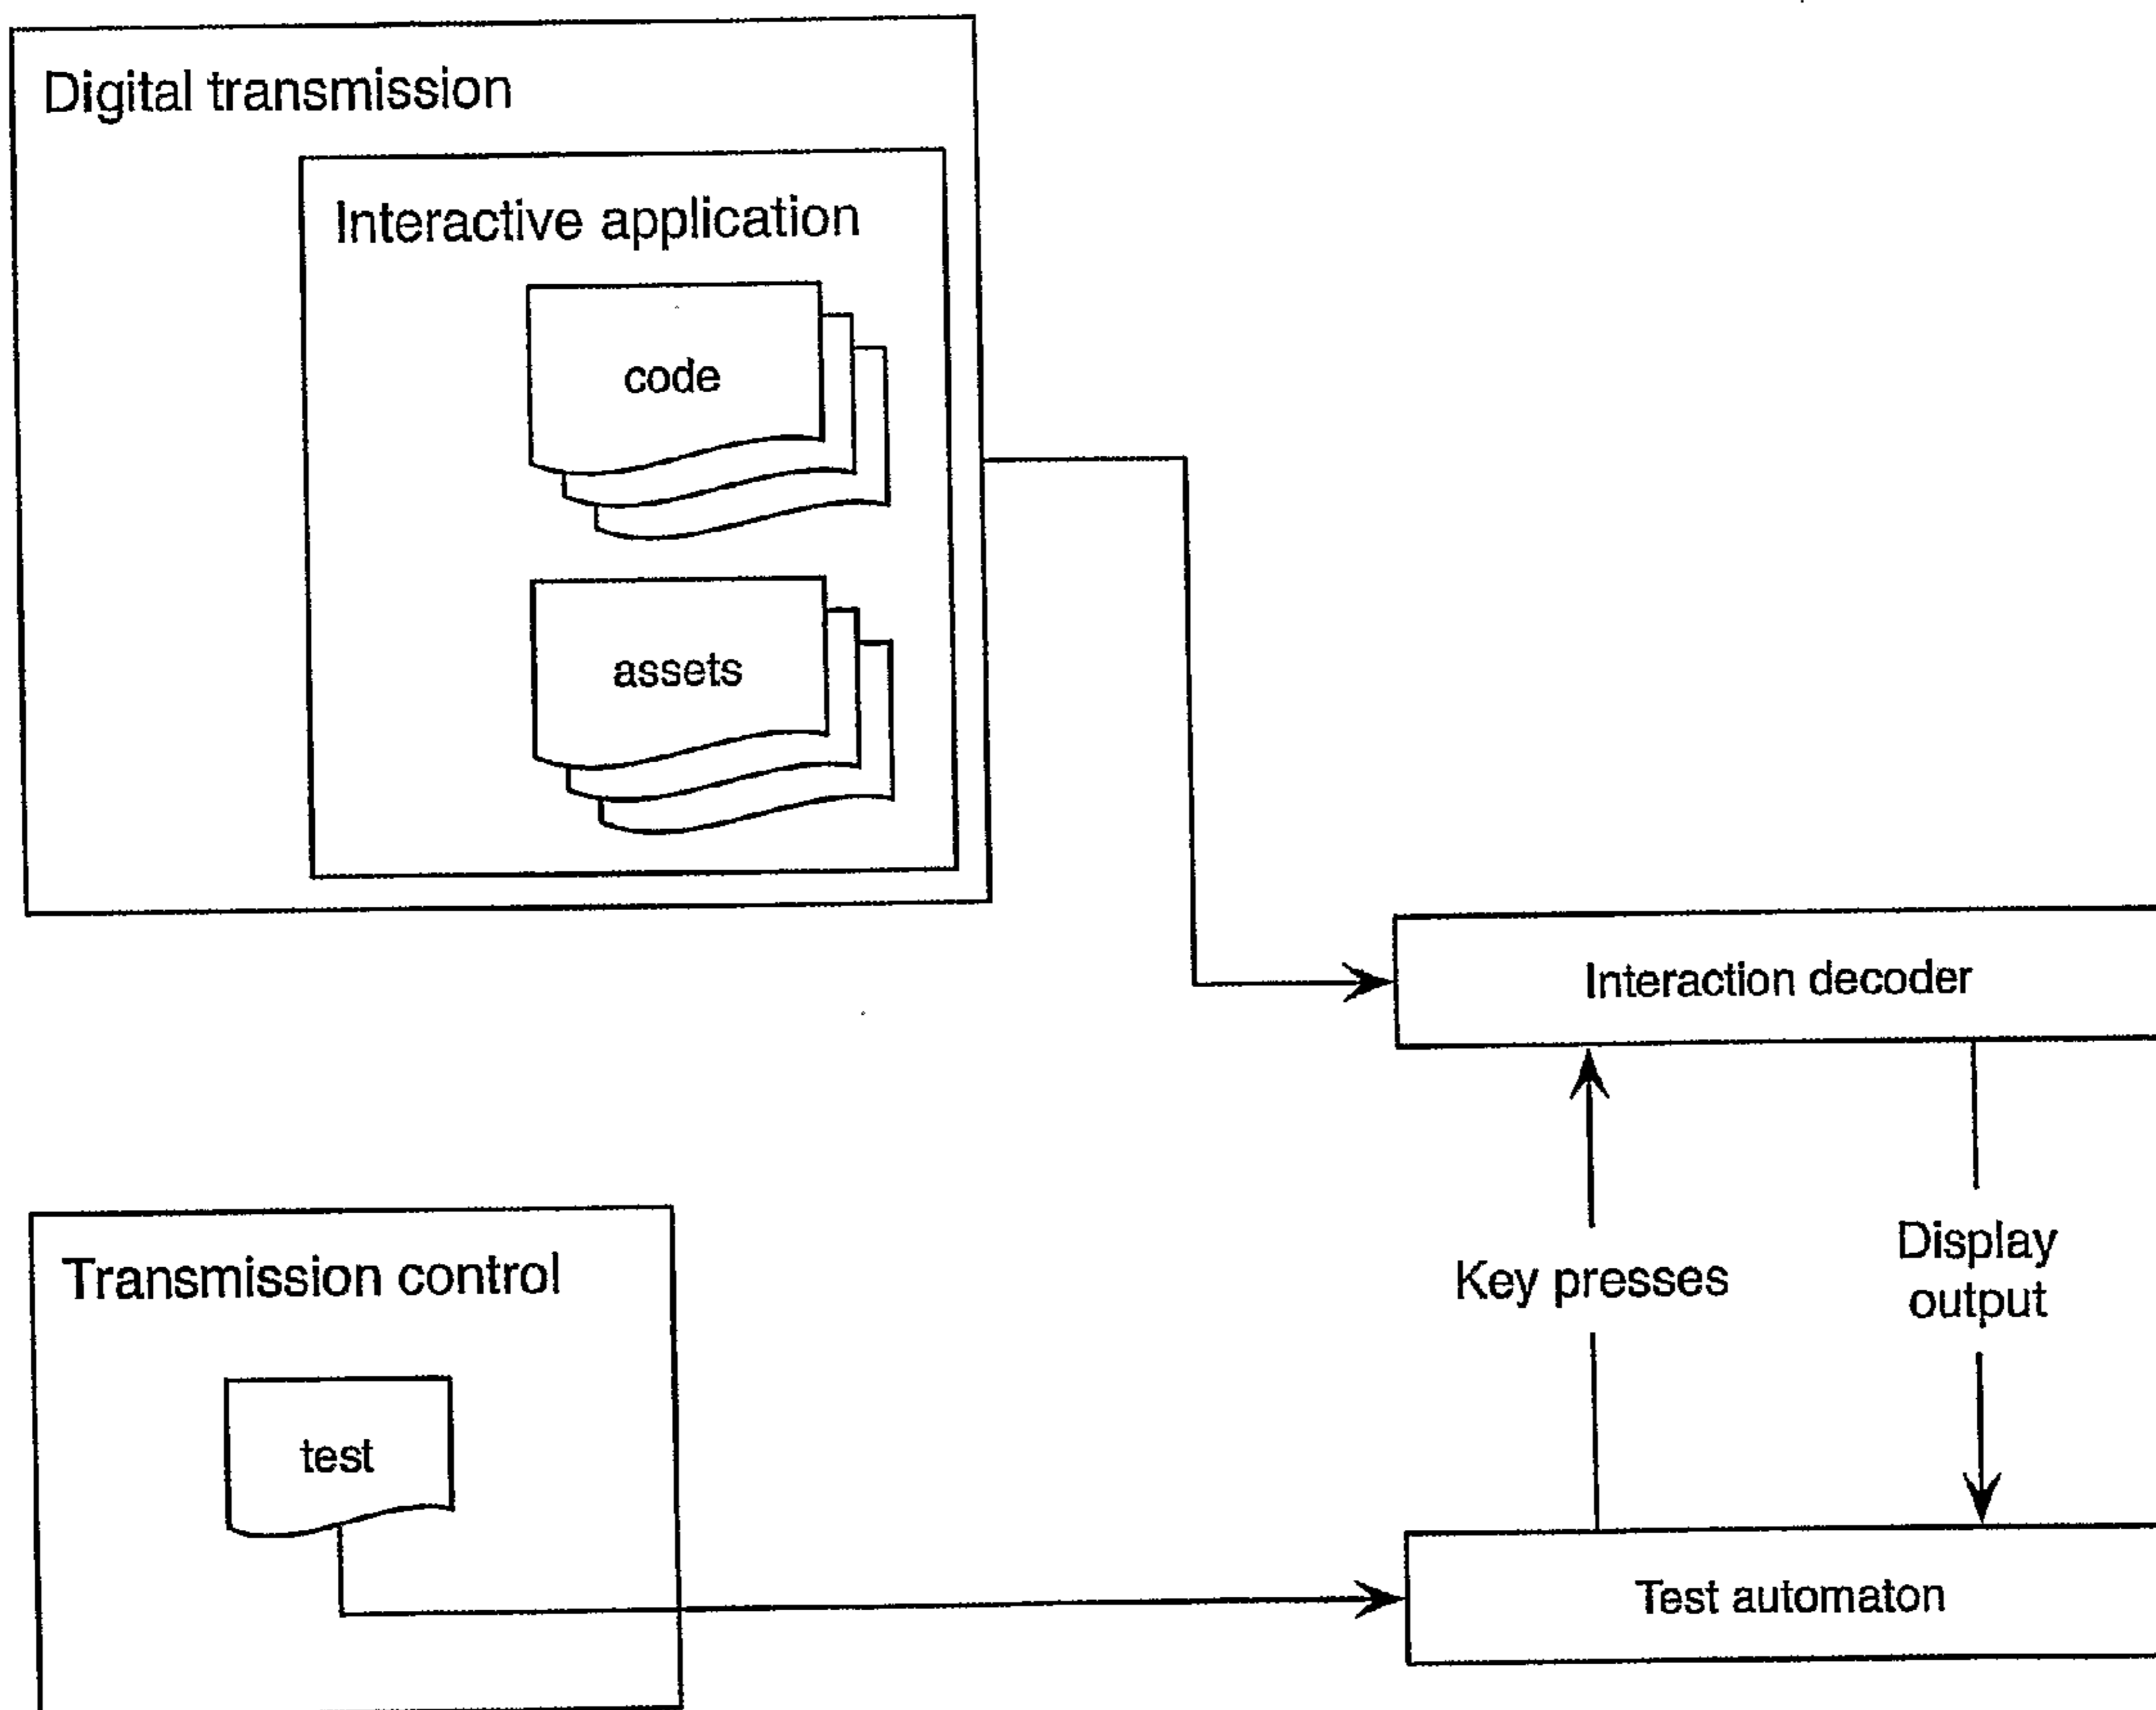 Digital transmission
Interactive application
code
assets
Interaction decoder
Key presses
Display
output
Transmission control
test
Test automaton